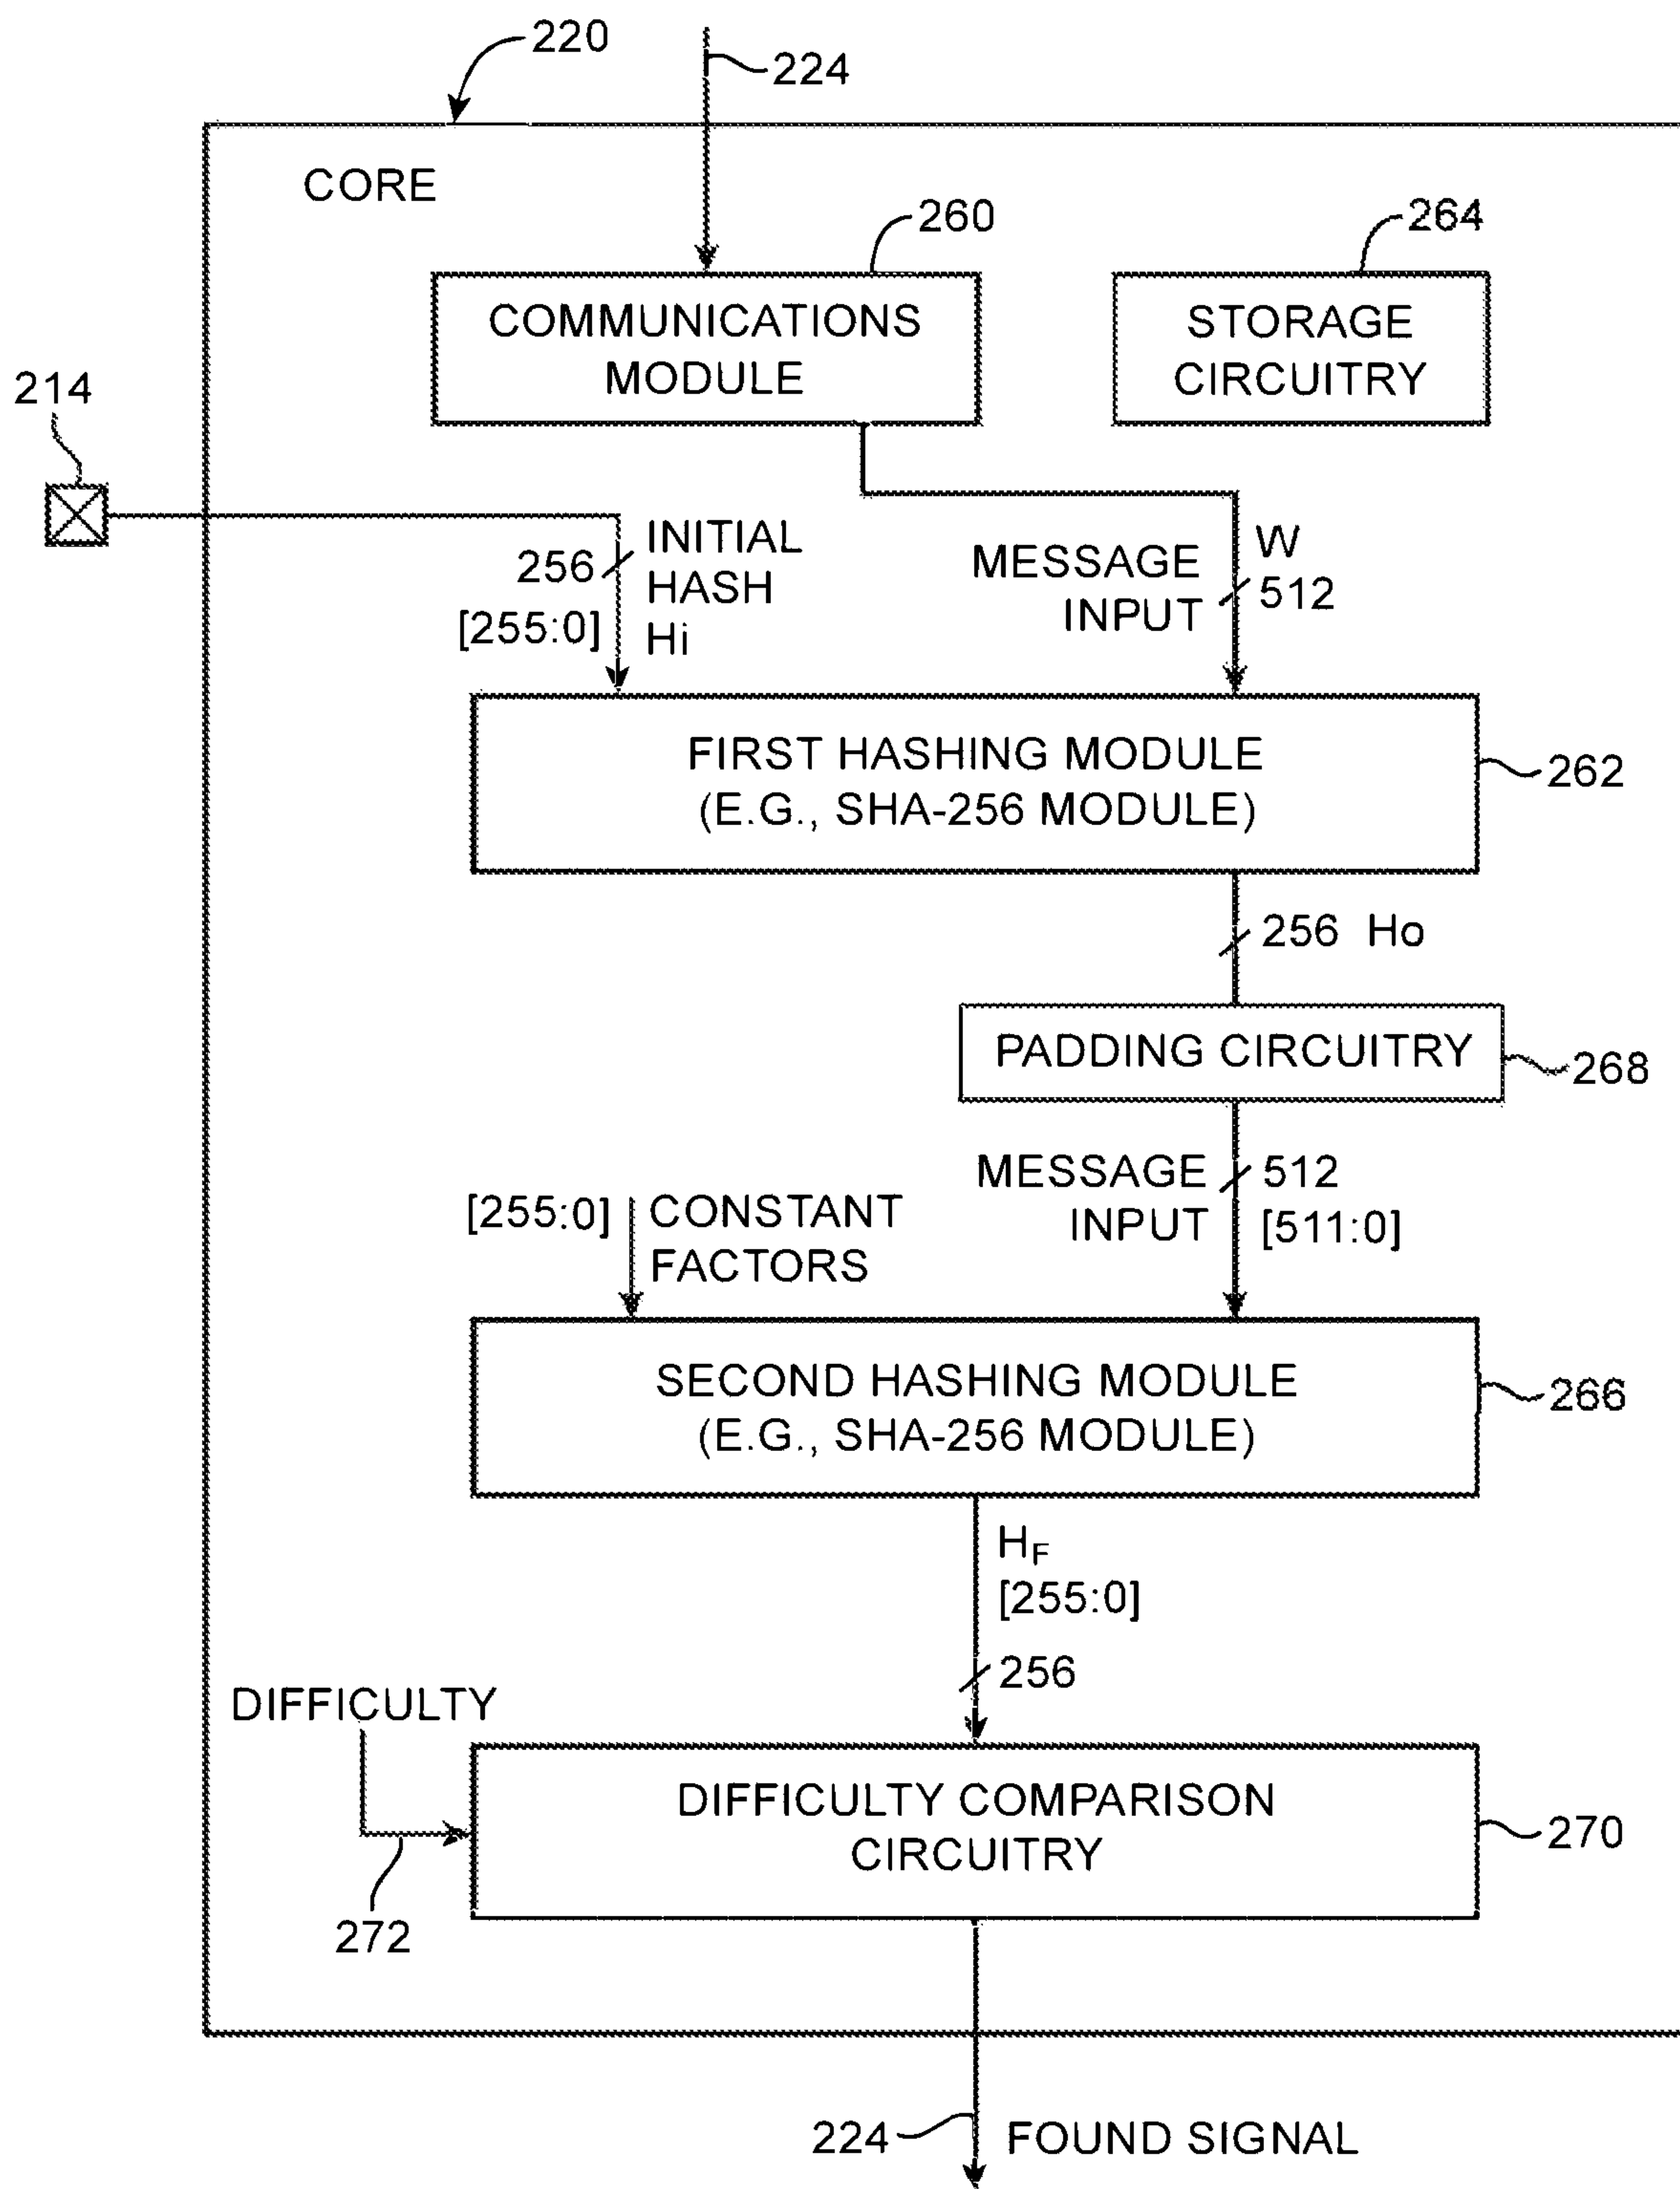 220
224
CORE
260
264
COMMUNICATIONS
MODULE
STORAGE
CIRCUITRY
214
INITIAL
HASH
Hi
256
[255:0]
MESSAGE
INPUT
W
512
FIRST HASHING MODULE
(E.G., SHA-256 MODULE)
262
256 Ho
PADDING CIRCUITRY
268
MESSAGE
INPUT
512
[511:0]
[255:0]
CONSTANT
FACTORS
SECOND HASHING MODULE
(E.G., SHA-256 MODULE)
266
HF
[255:0]
256
DIFFICULTY
272
DIFFICULTY COMPARISON
CIRCUITRY
270
224
FOUND SIGNAL